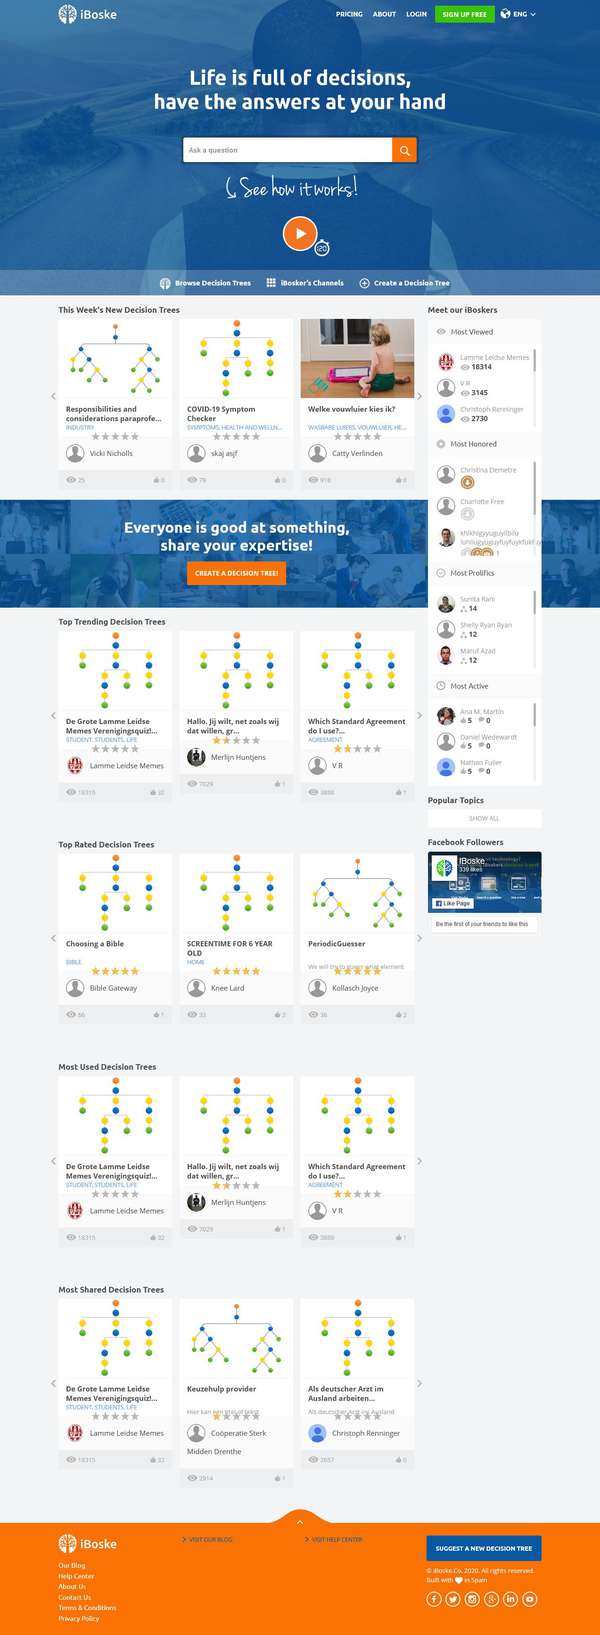 iBoske
PRICING ABOUT LOGIN SIGN UP FREE ENG
Life is full of decisions,
have the answers at your hand
Ask a question
See how it works!
120
Browse Decision Trees iBosker's Channels Create a Decision Tree
This Week's New Decision Trees
Responsibilities and
considerations paraprofe...
INDUSTRY
Vicki Nicholls
25 0
COVID-19 Symptom
Checker
SYMPTOMS, HEALTH AND WELLN...
skaj asjf
79 0
Welke vouwluier kies ik?
WASBARE LUIERS, VOUWLUIER, HE...
Catty Verlinden
918 0
Meet our iBoskers
Most Viewed
Lamme Leidse Memes
18314
V R
3145
Christoph Renninger
2730
Most Honored
Christina Demetre
Charlotte Free
1
Most Prolifics
Sunita Rani
14
Shelly Ryan Ryan
12
Maruf Azad
12
Most Active
Ana M. Martín
5 0
Daniel Wedewardt
5 0
Nathan Fuller
5 0
Popular Topics
SHOW ALL
Facebook Followers
iBoske
339 likes
Like Page
Be the first of your friends to like this
Everyone is good at something,
share your expertise!
CREATE A DECISION TREE!
Top Trending Decision Trees
De Grote Lamme Leidse
Memes Verenigingsquiz!...
STUDENT, STUDENTS, LIFE
Lamme Leidse Memes
18315 32
Hallo. Jij wilt, net zoals wij
dat willen, gr...
Merlijn Huntjens
7029 1
Which Standard Agreement
do I use?...
AGREEMENT
V R
3808 1
Top Rated Decision Trees
Choosing a Bible
BIBLE
Bible Gateway
66 1
SCREENTIME FOR 6 YEAR
OLD
HOME
Knee Lard
33 2
PeriodicGuesser
We will try to guess what element
Kollasch Joyce
36 2
Most Used Decision Trees
De Grote Lamme Leidse
Memes Verenigingsquiz!...
STUDENT, STUDENTS, LIFE
Lamme Leidse Memes
18315 32
Hallo. Jij wilt, net zoals wij
dat willen, gr...
Merlijn Huntjens
7029 1
Which Standard Agreement
do I use?...
AGREEMENT
V R
3808 1
Most Shared Decision Trees
De Grote Lamme Leidse
Memes Verenigingsquiz!...
STUDENT, STUDENTS, LIFE
Lamme Leidse Memes
18315 32
Keuzehulp provider
Hier kan een titel of tekst
Coöperatie Sterk
Midden Drenthe
2914 1
Als deutscher Arzt im
Ausland arbeiten...
Als deutscher Arzt ins Ausland
Christoph Renninger
2657 0
iBoske
Our Blog
Help Center
About Us
Contact Us
Terms & Conditions
Privacy Policy
VISIT OUR BLOG
VISIT HELP CENTER
SUGGEST A NEW DECISION TREE
© iBoske.Co. 2020. All rights reserved.
Built with in Spain